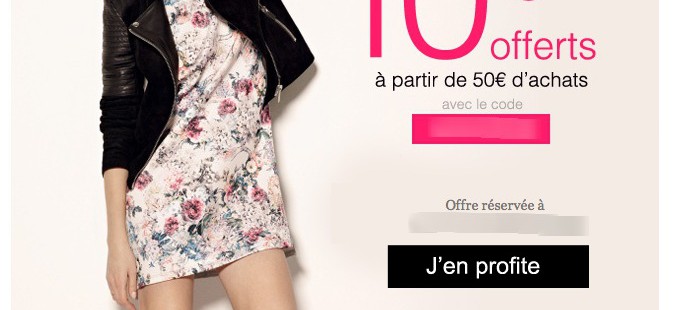 10€ offerts
à partir de 50€ d'achats
avec le code
Offre réservée à
J'en profite